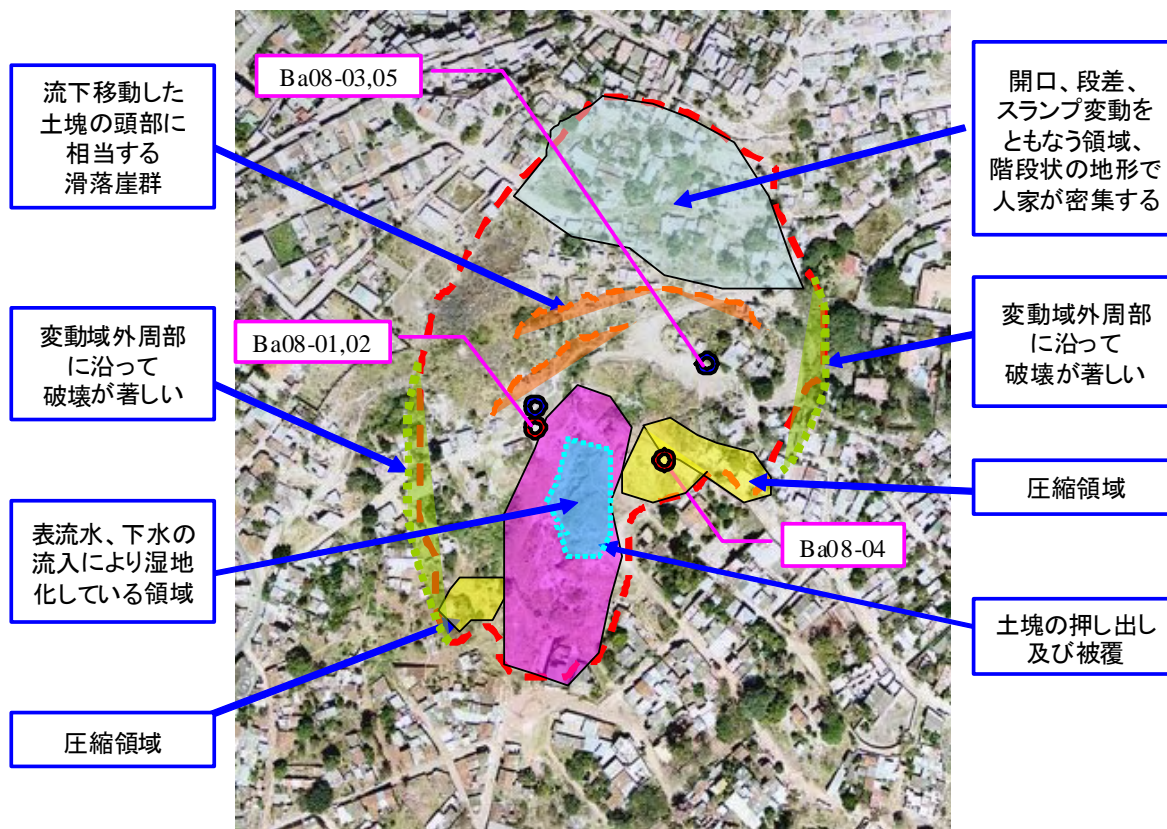 Ba08-03,05
流下移動した
土塊の頭部に
相当する
滑落崖群
開口、段差、
スランプ変動を
ともなう領域、
階段状の地形で
人家が密集する
変動域外周部
に沿って
破壊が著しい
Ba08-01,02
変動域外周部
に沿って
破壊が著しい
圧縮領域
表流水、下水の
流入により湿地
化している領域
Ba08-04
土塊の押し出し
及び被覆
圧縮領域